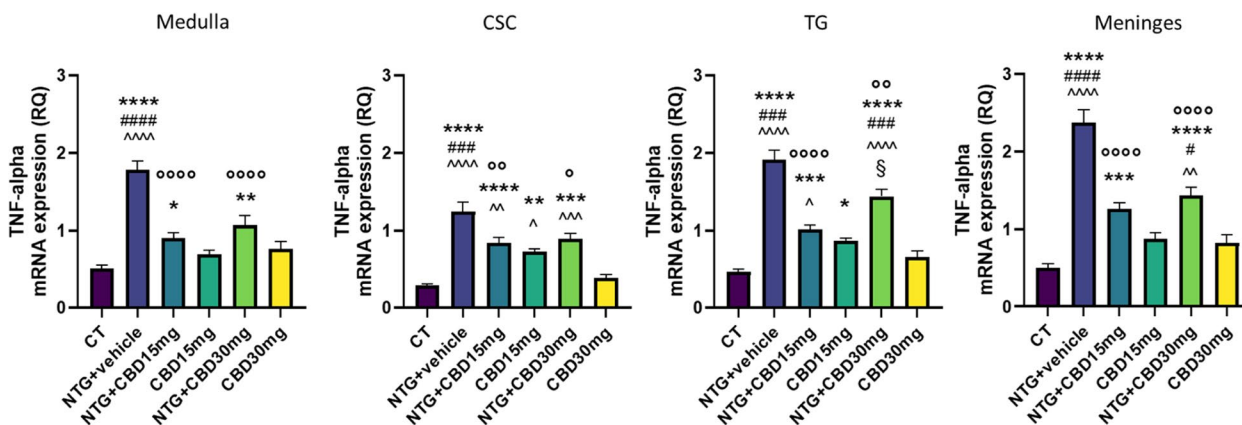 Medulla
TNF-alpha
mRNA expression (RQ)
3
2
1
0
****
####
^^^^
°°°°
*
°°°°
**
CT
NTG+vehicle
NTG+CBD15mg
CBD15mg
NTG+CBD30mg
CBD30mg
CSC
TNF-alpha
mRNA expression (RQ)
3
2
1
0
****
###
^^^^
°°
****
^^
**
^
°
***
^^^
CT
NTG+vehicle
NTG+CBD15mg
CBD15mg
NTG+CBD30mg
CBD30mg
TG
TNF-alpha
mRNA expression (RQ)
3
2
1
0
****
###
^^^^
°°°°
***
^
*
°°
****
###
^^^^
§
CT
NTG+vehicle
NTG+CBD15mg
CBD15mg
NTG+CBD30mg
CBD30mg
Meninges
TNF-alpha
mRNA expression (RQ)
3
2
1
0
****
####
^^^^
°°°°
***
°°°°
****
#
^^
CT
NTG+vehicle
NTG+CBD15mg
CBD15mg
NTG+CBD30mg
CBD30mg